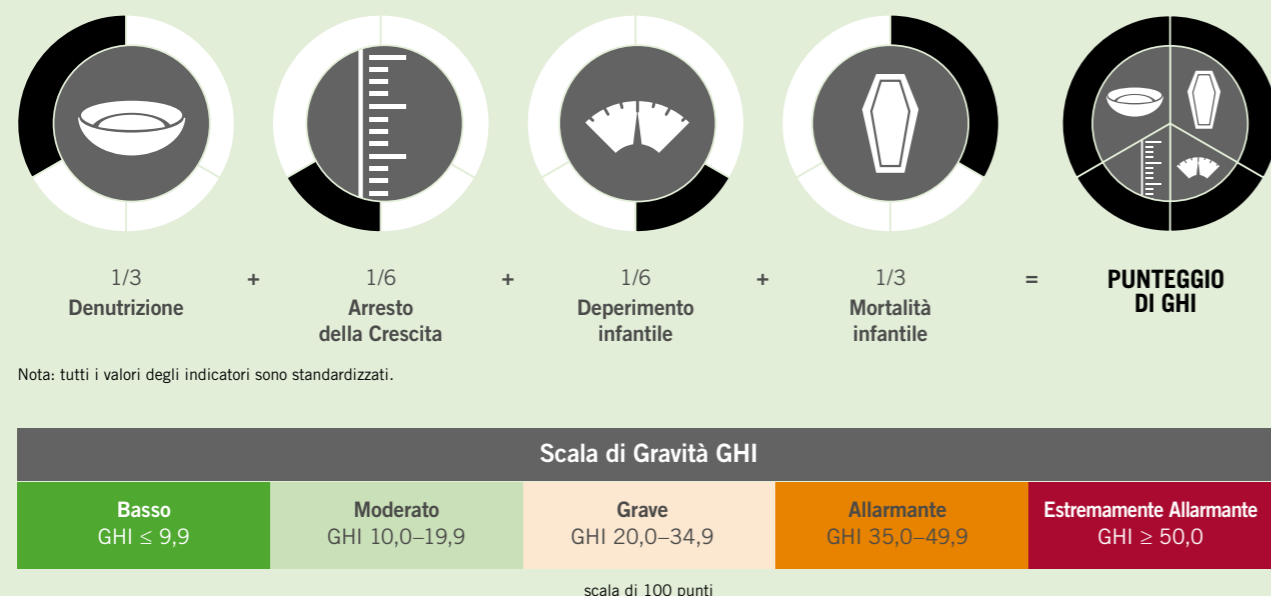 1/3 + 1/6 + 1/6 + 1/3 = PUNTEGGIO
Denutrizione Arresto Deperimento Mortalità DI GHI
della Crescita infantile infantile
Nota: tutti i valori degli indicatori sono standardizzati.
Scala di Gravità GHI
Basso Moderato Grave Allarmante Estremamente Allarmante
GHI ≤ 9,9 GHI 10,0–19,9 GHI 20,0–34,9 GHI 35,0–49,9 GHI ≥ 50,0
scala di 100 punti